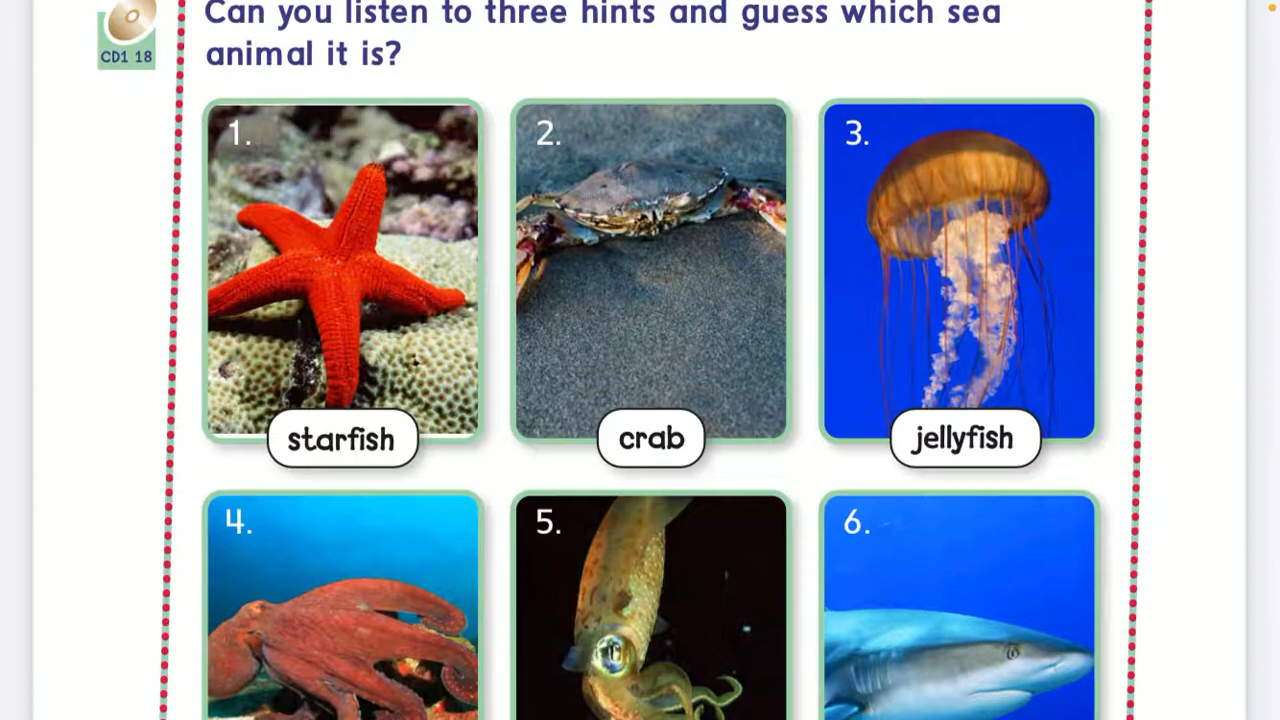 Can you listen to three hints and guess which sea
animal it is?
CD1 18
1.
2.
3.
starfish
crab
jellyfish
4.
5.
6.